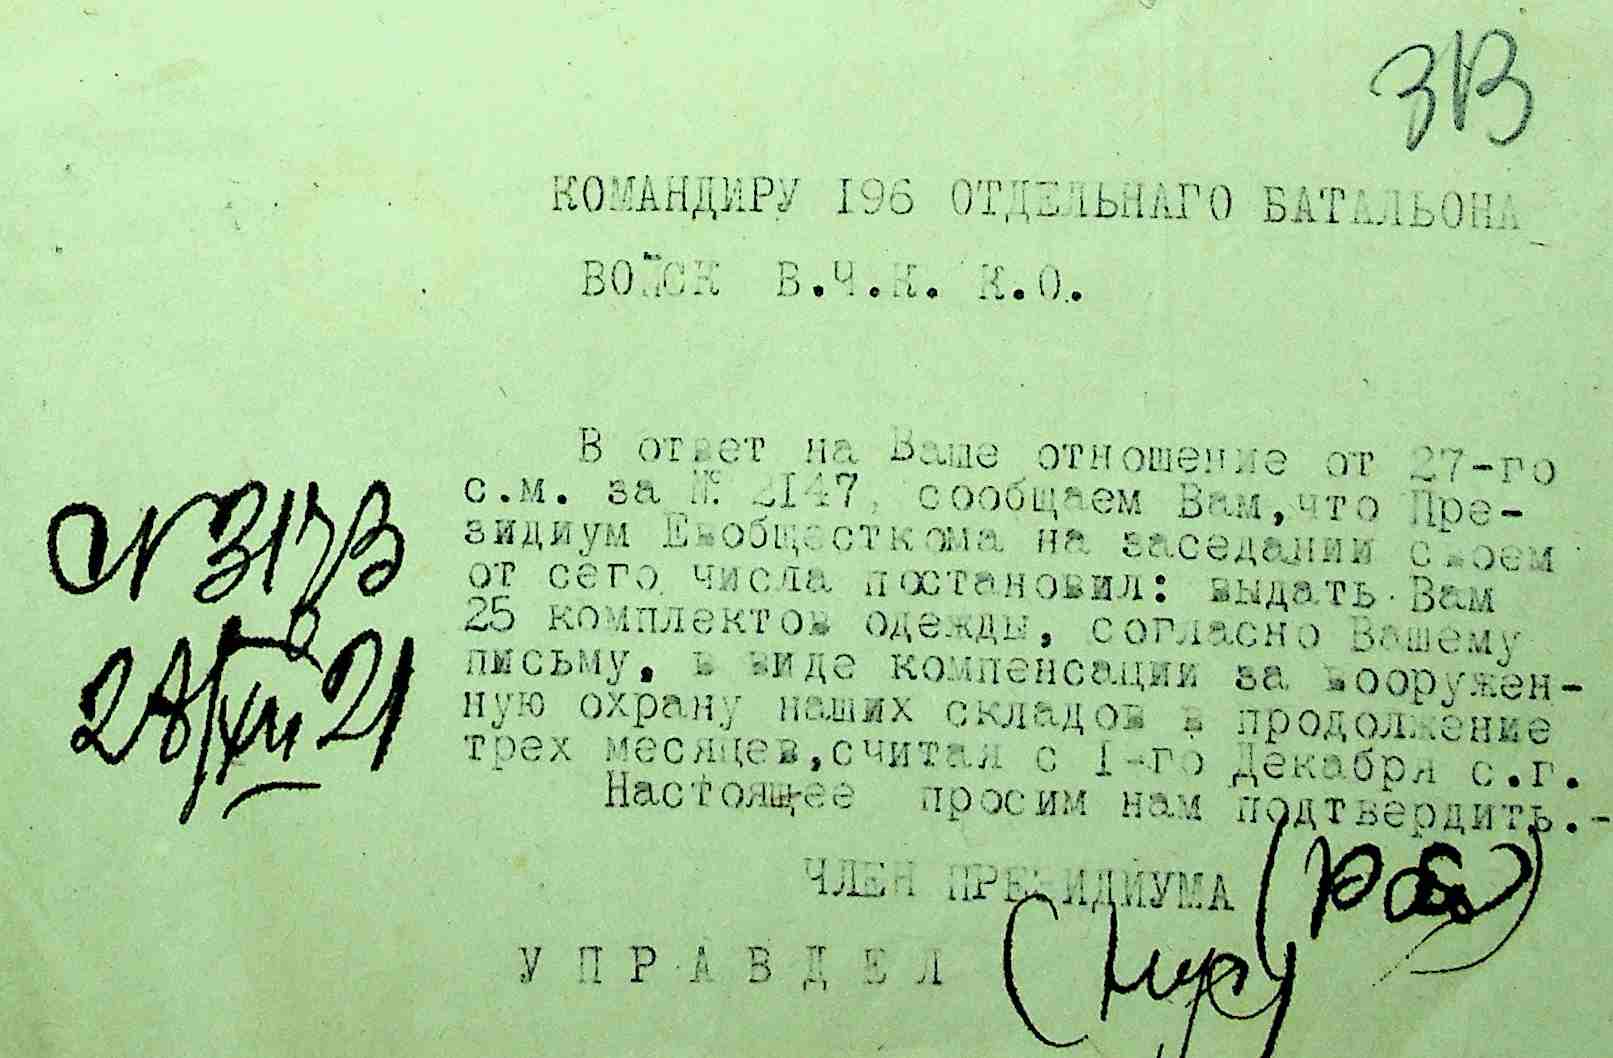 313
КОМАНДИРУ 196 ОТДЕЛЬНАГО БАТАЛЬОНА
ВОЙСК В.Ч.К. К.О.
В ответ на Ваше отношение от 27-го
с.м. за № 2147, сообщаем Вам,что Пре-
зидиум Евобщесткома на заседании своем
от сего числа постановил: выдать Вам
25 комплектов одежды, согласно Вашему
письму, в виде компенсации за вооружен-
ную охрану наших складов в продолжение
трех месяцев,считая с 1-го Декабря с.г.
Настоящее просим нам подтвердить.-
N 3173
28/XII 21
ЧЛЕН ПРЕЗИДИУМА
УПРАВДЕЛ